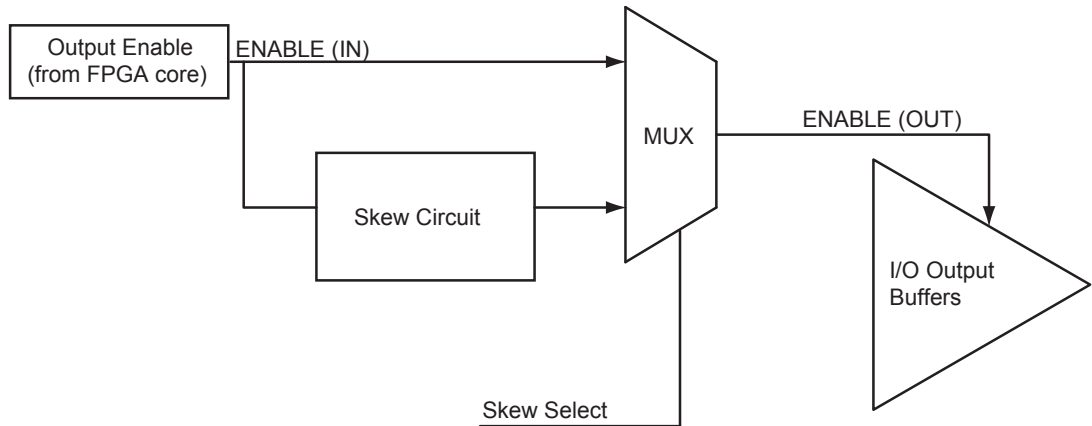 Output Enable
(from FPGA core)
ENABLE (IN)
MUX
ENABLE (OUT)
Skew Circuit
I/O Output
Buffers
Skew Select